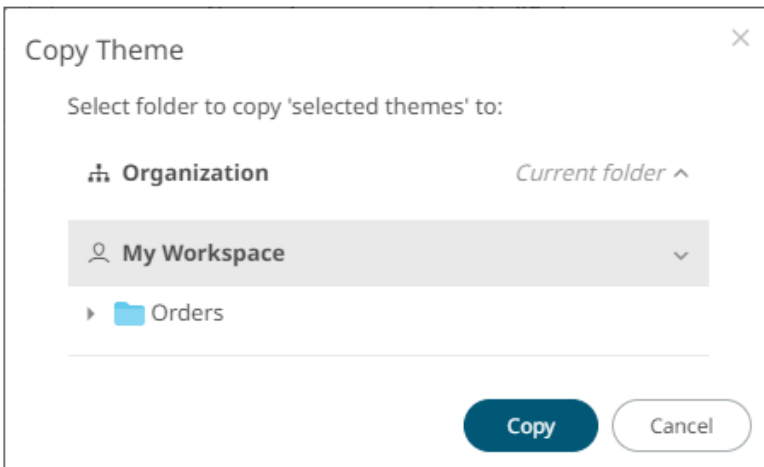 Copy Theme
Select folder to copy 'selected themes' to:
Organization Current folder
My Workspace
Orders
Copy Cancel